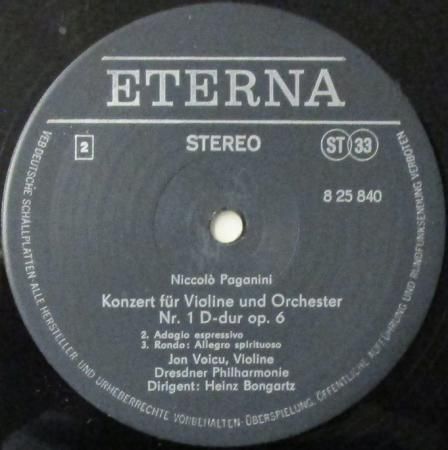 ETERNA
2
STEREO
ST 33
8 25 840
Niccolò Paganini
Konzert für Violine und Orchester
Nr. 1 D-dur op. 6
2. Adagio espressivo
3. Rondo: Allegro spirituoso
Jon Voicu, Violine
Dresdner Philharmonie
Dirigent: Heinz Bongartz
VEB DEUTSCHE SCHALLPLATTEN ALLE HERSTELLER- UND URHEBERRECHTE VORBEHALTEN · ÜBERSPIELUNG, ÖFFENTLICHE AUFFÜHRUNG UND RUNDFUNKSENDUNG VERBOTEN